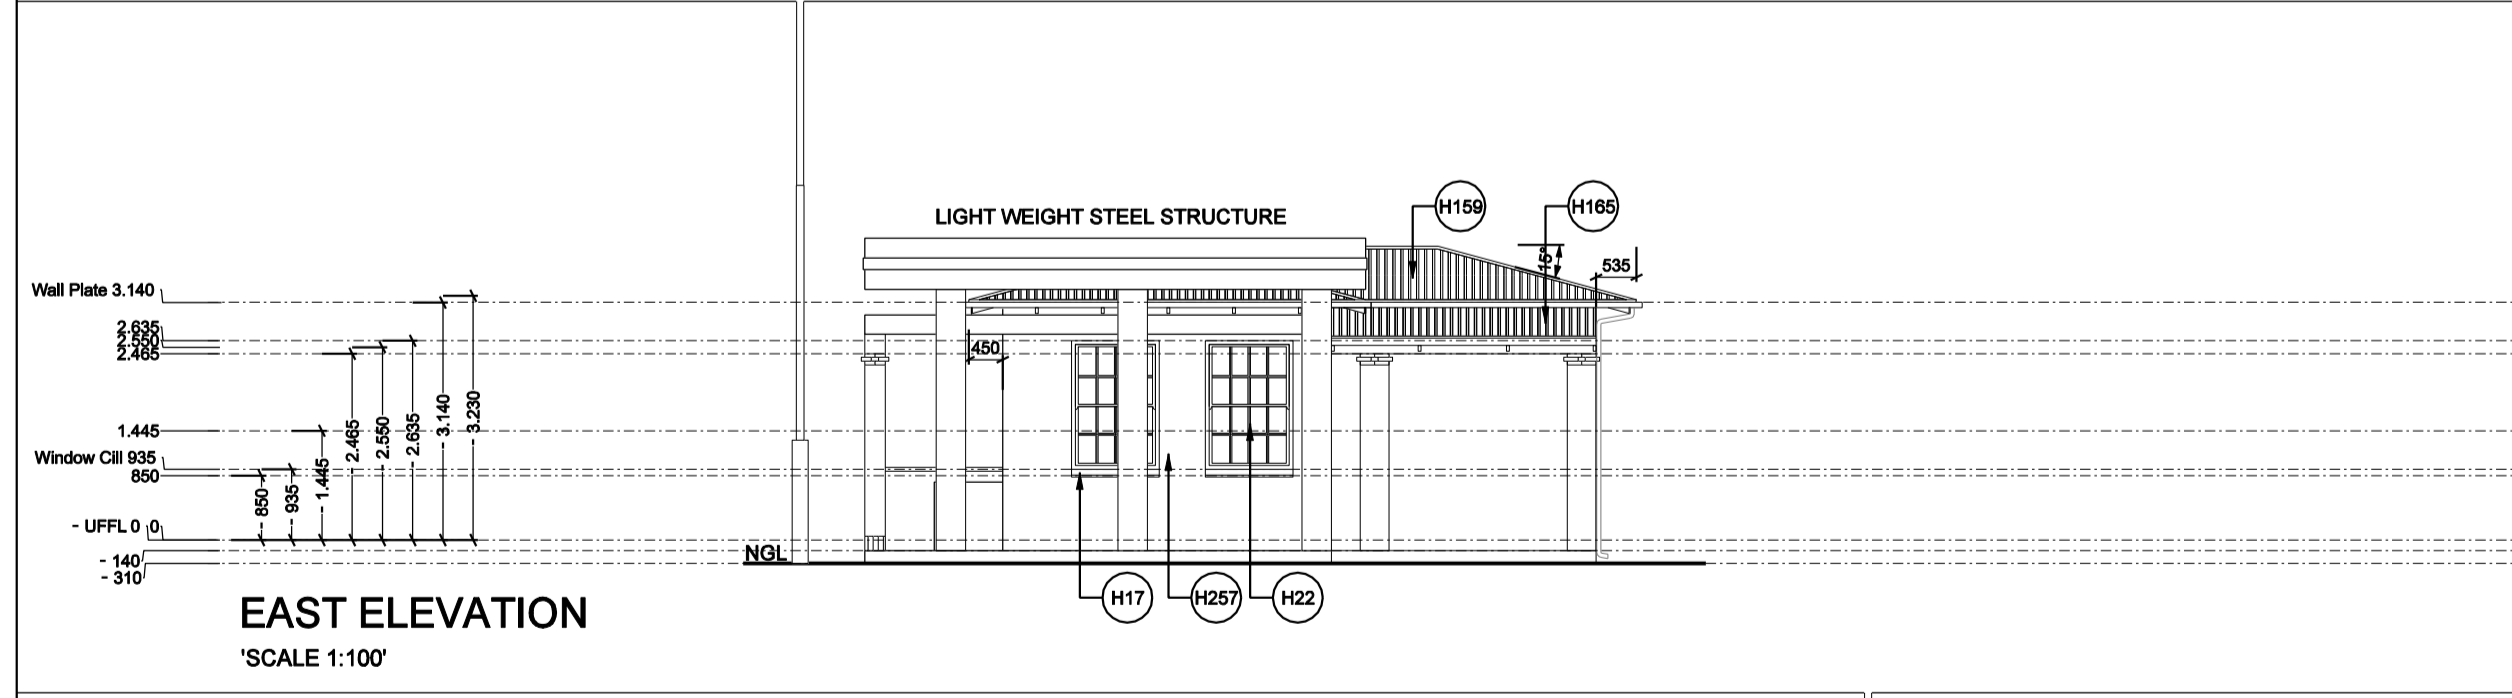 LIGHT WEIGHT STEEL STRUCTURE
H159
H165
15°
535
Wall Plate 3.140
2.635
2.550
2.465
1.445
Window Cill 935
850
- UFFL 0 0
- 140
- 310
850
935
1.445
2.465
2.550
2.635
3.140
3.230
450
NGL
H17
H257
H22
EAST ELEVATION
'SCALE 1:100'